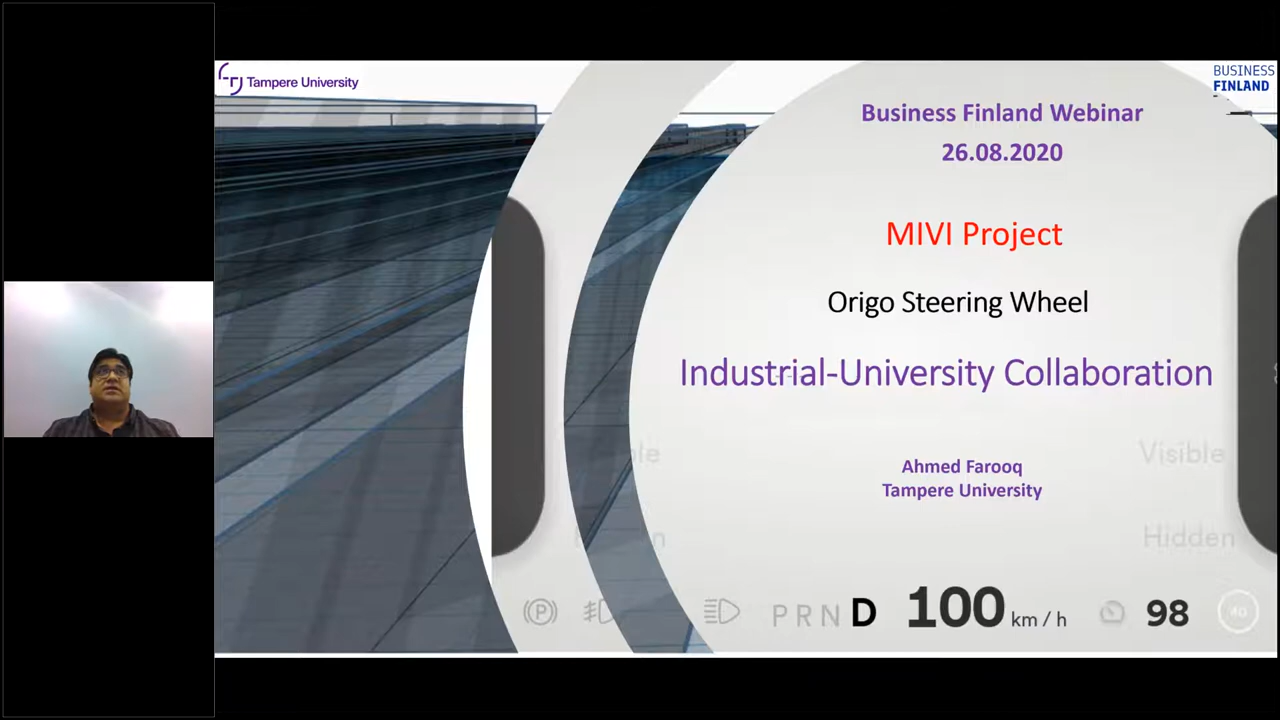 Tampere University
BUSINESS
FINLAND
Business Finland Webinar
26.08.2020
MIVI Project
Origo Steering Wheel
Industrial-University Collaboration
Visible
Ahmed Farooq
Tampere University
Hidden
P R N D 100 km / h 98